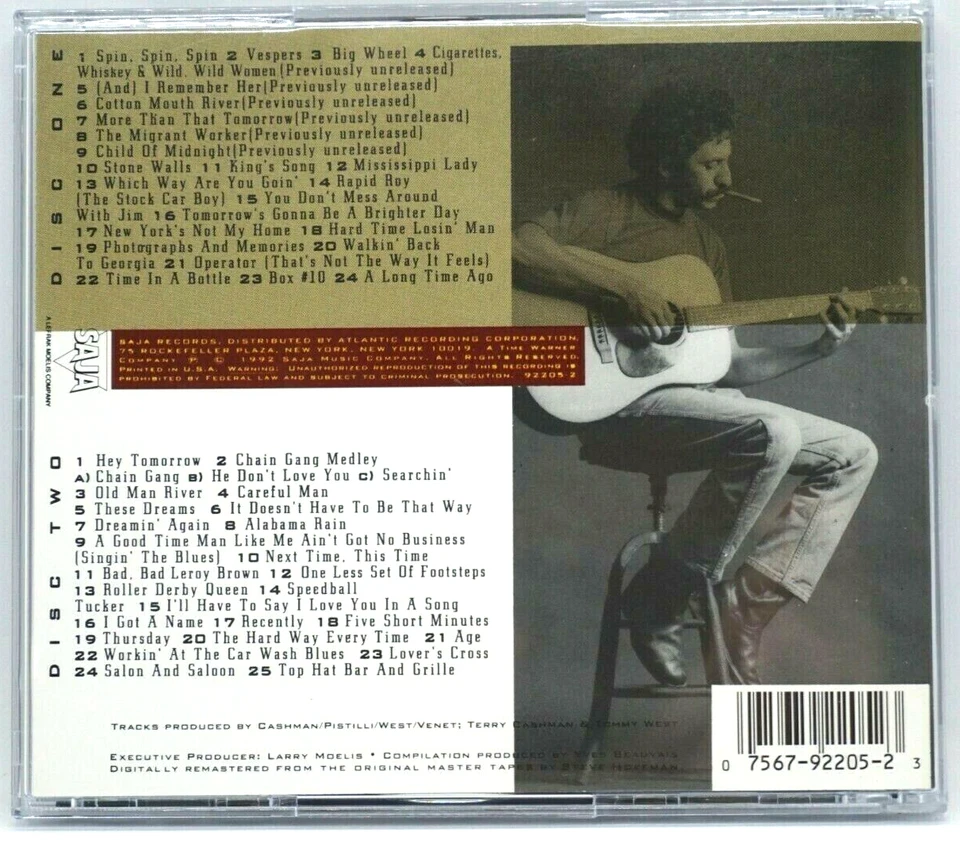 DISC ONE
1 Spin, Spin, Spin 2 Vespers 3 Big Wheel 4 Cigarettes,
Whiskey & Wild, Wild Women(Previously unreleased)
5 (And) I Remember Her(Previously unreleased)
6 Cotton Mouth River(Previously unreleased)
7 More Than That Tomorrow(Previously unreleased)
8 The Migrant Worker(Previously unreleased)
9 Child Of Midnight(Previously unreleased)
10 Stone Walls 11 King's Song 12 Mississippi Lady
13 Which Way Are You Goin' 14 Rapid Roy
(The Stock Car Boy) 15 You Don't Mess Around
With Jim 16 Tomorrow's Gonna Be A Brighter Day
17 New York's Not My Home 18 Hard Time Losin' Man
19 Photographs And Memories 20 Walkin' Back
To Georgia 21 Operator (That's Not The Way It Feels)
22 Time In A Bottle 23 Box #10 24 A Long Time Ago
SAJA
A LEFRAK MOELIS COMPANY
SAJA RECORDS, DISTRIBUTED BY ATLANTIC RECORDING CORPORATION,
75 ROCKEFELLER PLAZA, NEW YORK, NEW YORK 10019. A TIME WARNER
COMPANY ℗ © 1992 SAJA MUSIC COMPANY. ALL RIGHTS RESERVED.
PRINTED IN U.S.A. WARNING: UNAUTHORIZED REPRODUCTION OF THIS RECORDING IS
PROHIBITED BY FEDERAL LAW AND SUBJECT TO CRIMINAL PROSECUTION. 92205-2
DISC TWO
1 Hey Tomorrow 2 Chain Gang Medley
A) Chain Gang B) He Don't Love You C) Searchin'
3 Old Man River 4 Careful Man
5 These Dreams 6 It Doesn't Have To Be That Way
7 Dreamin' Again 8 Alabama Rain
9 A Good Time Man Like Me Ain't Got No Business
(Singin' The Blues) 10 Next Time, This Time
11 Bad, Bad Leroy Brown 12 One Less Set Of Footsteps
13 Roller Derby Queen 14 Speedball
Tucker 15 I'll Have To Say I Love You In A Song
16 I Got A Name 17 Recently 18 Five Short Minutes
19 Thursday 20 The Hard Way Every Time 21 Age
22 Workin' At The Car Wash Blues 23 Lover's Cross
24 Salon And Saloon 25 Top Hat Bar And Grille
TRACKS PRODUCED BY CASHMAN/PISTILLI/WEST/VENET; TERRY CASHMAN & TOMMY WEST
EXECUTIVE PRODUCER: LARRY MOELIS • COMPILATION PRODUCED BY YVES BEAUVAIS
DIGITALLY REMASTERED FROM THE ORIGINAL MASTER TAPES BY STEVE HOFFMAN.
0 7567-92205-2 3